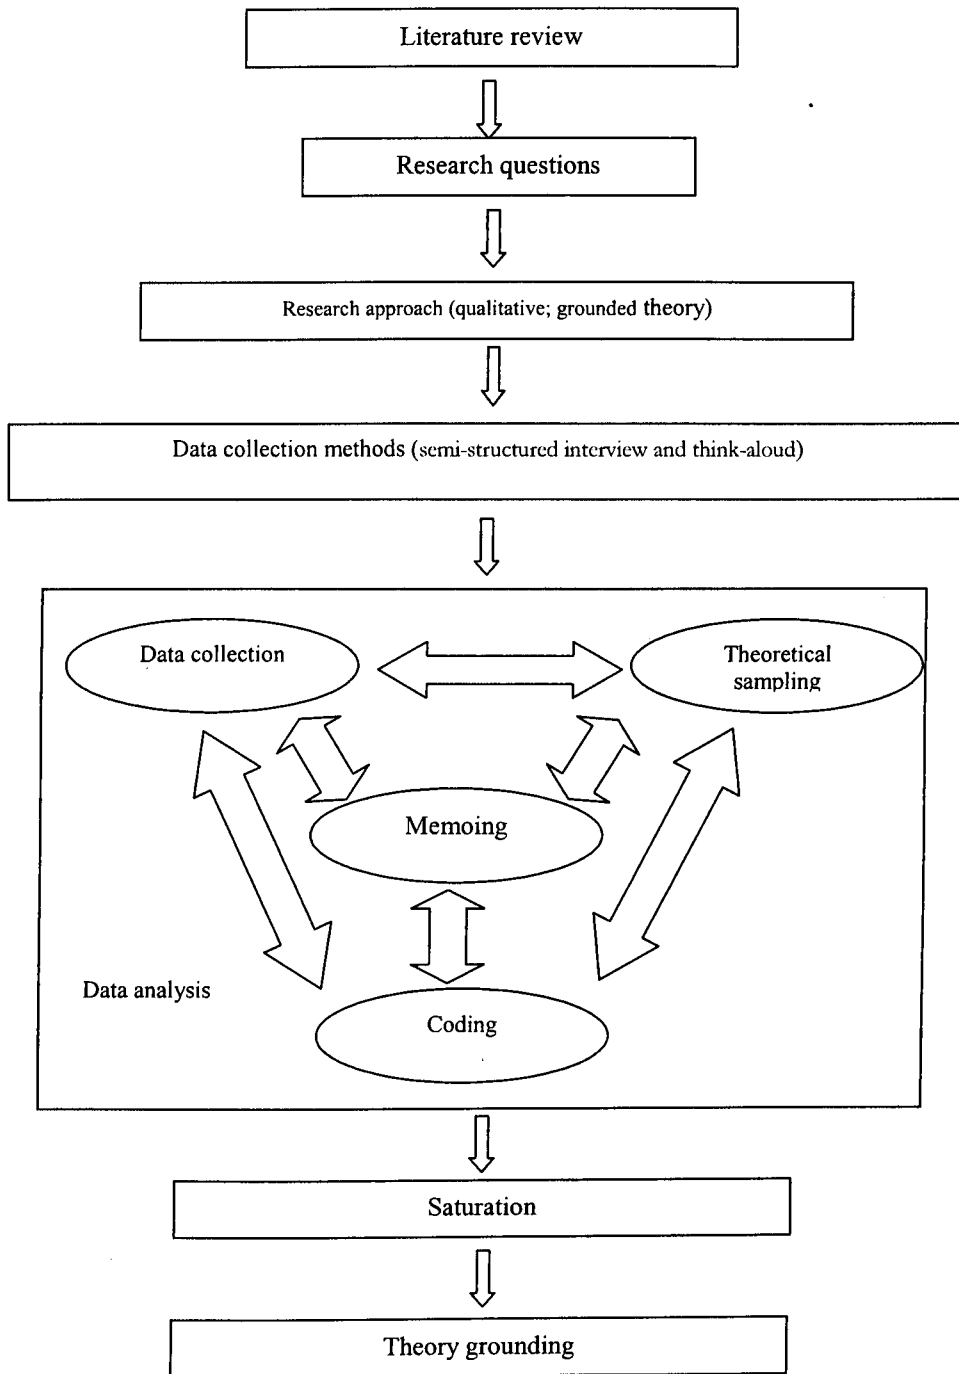 Literature review
Research questions
Research approach (qualitative; grounded theory)
Data collection methods (semi-structured interview and think-aloud)
Data collection
Theoretical
sampling
Memoing
Data analysis
Coding
Saturation
Theory grounding